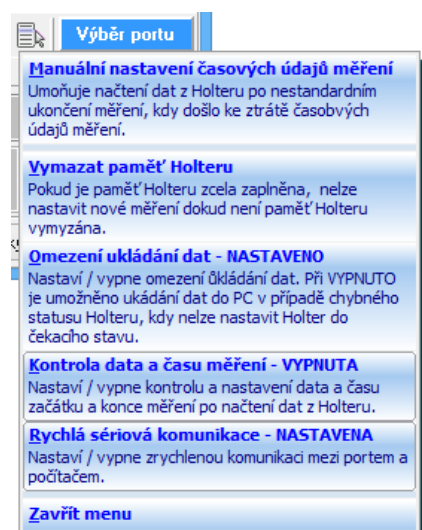 Výběr portu
Manuální nastavení časových údajů měření
Umoňuje načtení dat z Holteru po nestandardním
ukončení měření, kdy došlo ke ztrátě časobvých
údajů měření.
Vymazat paměť Holteru
Pokud je paměť Holteru zcela zaplněna, nelze
nastavit nové měření dokud není paměť Holteru
vymyzána.
Omezení ukládání dat - NASTAVENO
Nastaví / vypne omezení ůkládání dat. Při VYPNUTO
je umožněno ukádání dat do PC v případě chybného
statusu Holteru, kdy nelze nastavit Holter do
čekacího stavu.
Kontrola data a času měření - VYPNUTA
Nastaví / vypne kontrolu a nastavení data a času
začátku a konce měření po načtení dat z Holteru.
Rychlá sériová komunikace - NASTAVENA
Nastaví / vypne zrychlenou komunikaci mezi portem a
počítačem.
Zavřít menu